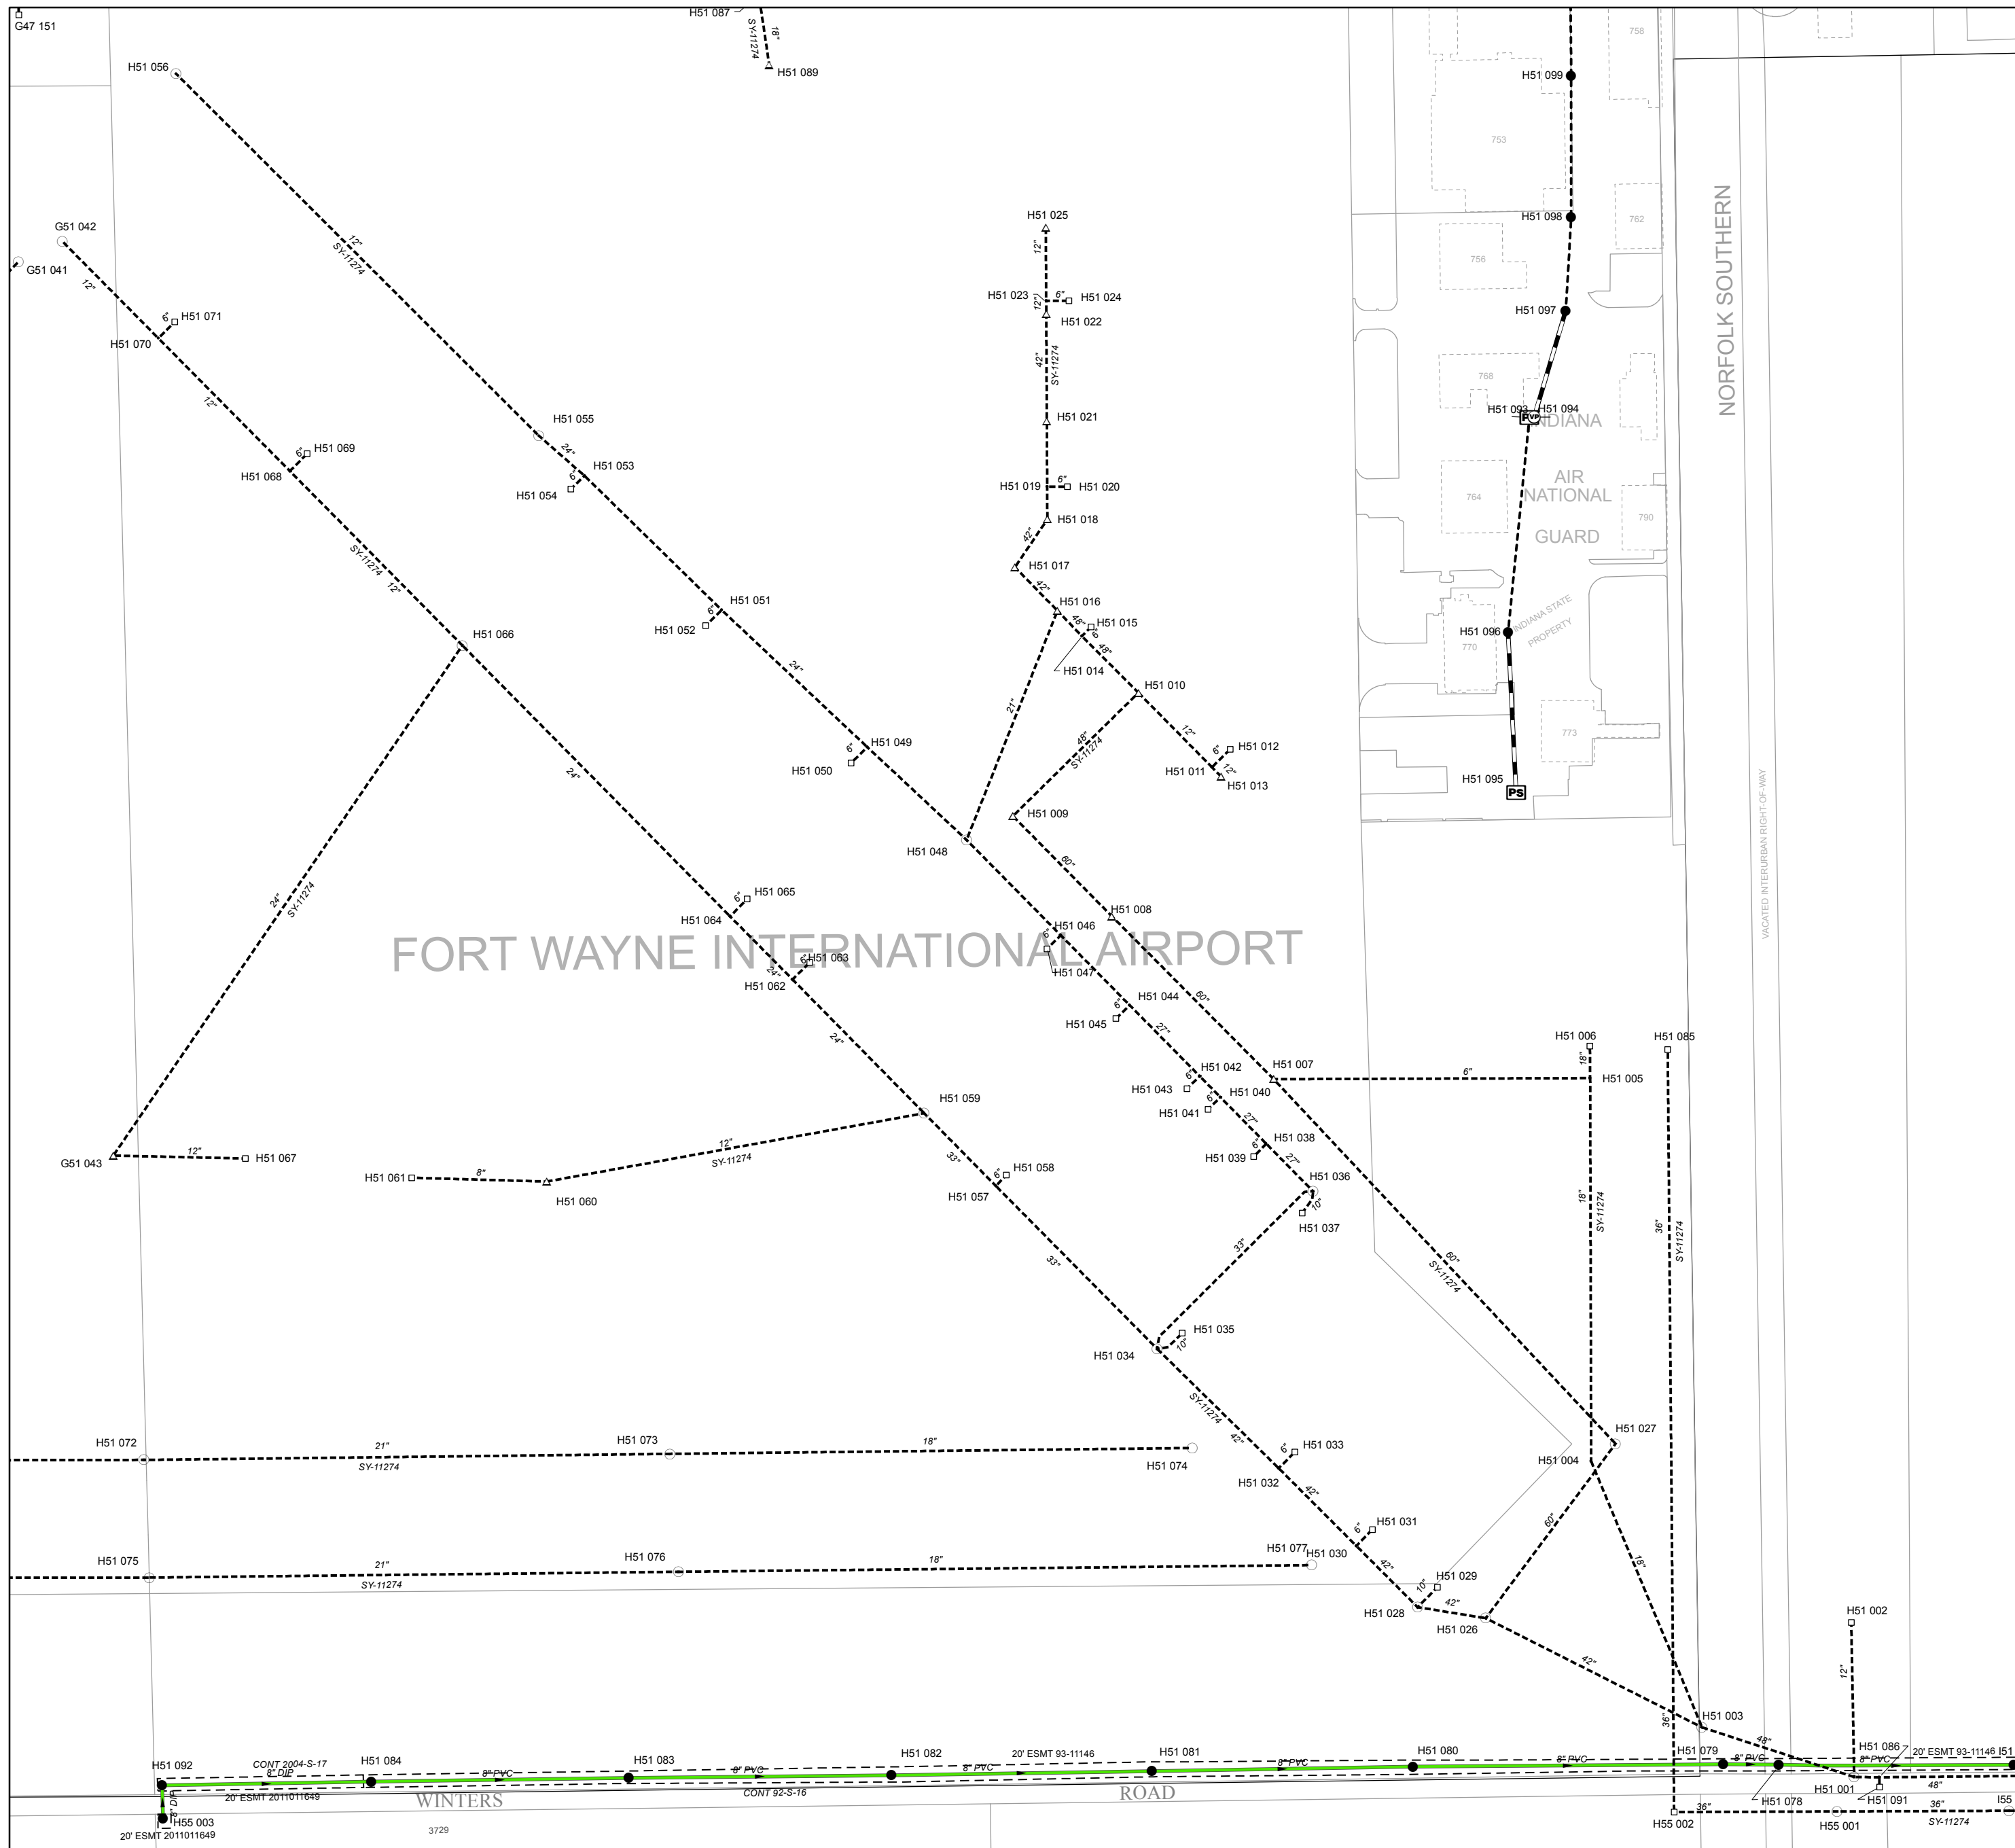 G47 151
H51 087
SY-11274
18"
H51 089
H51 056
12"
SY-11274
G51 042
G51 041
12"
H51 071
6"
H51 070
12"
H51 069
6"
H51 068
SY-11274
12"
H51 055
24"
H51 053
6"
H51 054
H51 025
12"
H51 023
6"
H51 024
12"
H51 022
42"
SY-11274
H51 021
H51 019
6"
H51 020
H51 018
42"
H51 017
42"
H51 016
48"
H51 015
6"
48"
H51 014
H51 010
H51 051
6"
H51 052
24"
H51 066
21"
12"
48"
SY-11274
6"
H51 012
H51 011
12"
H51 013
H51 049
6"
H51 050
24"
H51 009
H51 048
60"
H51 099
758
753
H51 098
762
756
H51 097
768
H51 093
H51 094
VP
INDIANA
AIR
NATIONAL
GUARD
764
790
H51 096
INDIANA STATE
PROPERTY
770
773
H51 095
PS
NORFOLK SOUTHERN
VACATED INTERURBAN RIGHT-OF-WAY
24"
SY-11274
6"
H51 065
H51 064
H51 008
H51 046
6"
FORT WAYNE INTERNATIONAL AIRPORT
6"
H51 063
24"
H51 062
H51 047
60"
H51 044
6"
H51 045
27"
24"
H51 006
H51 085
18"
H51 007
6"
H51 005
H51 042
6"
H51 043
H51 040
6"
H51 041
27"
H51 059
H51 038
6"
H51 039
27"
12"
SY-11274
G51 043
12"
H51 067
H51 061
8"
H51 060
33"
6"
H51 058
H51 057
H51 036
10"
H51 037
18"
SY-11274
36"
SY-11274
33"
33"
60"
SY-11274
H51 035
10"
H51 034
SY-11274
42"
H51 027
H51 004
H51 072
21"
SY-11274
H51 073
18"
H51 074
6"
H51 033
H51 032
42"
60"
6"
H51 031
18"
H51 075
21"
SY-11274
H51 076
18"
H51 077
H51 030
42"
H51 029
10"
H51 028
42"
H51 026
H51 002
12"
42"
36"
H51 003
48"
H51 092
CONT 2004-S-17
8" DIP
H51 084
8" PVC
H51 083
8" PVC
H51 082
8" PVC
20' ESMT 93-11146
H51 081
8" PVC
H51 080
8" PVC
H51 079
8" PVC
H51 086
8" PVC
20' ESMT 93-11146
I51
8" DIP
20' ESMT 2011011649
WINTERS
CONT 92-S-16
ROAD
H51 078
H51 001
H51 091
48"
H55 003
20' ESMT 2011011649
3729
H55 002
36"
H55 001
36"
SY-11274
I55